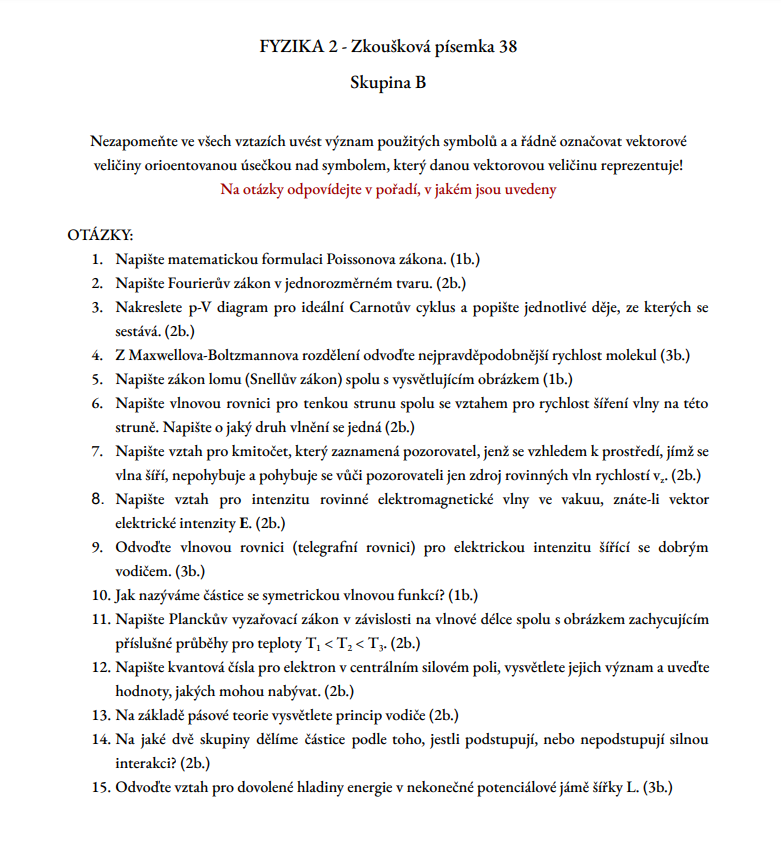 FYZIKA 2 - Zkoušková písemka 38
Skupina B
Nezapomeňte ve všech vztazích uvést význam použitých symbolů a a řádně označovat vektorové
veličiny orioentovanou úsečkou nad symbolem, který danou vektorovou veličinu reprezentuje!
Na otázky odpovídejte v pořadí, v jakém jsou uvedeny
OTÁZKY:
1. Napište matematickou formulaci Poissonova zákona. (1b.)
2. Napište Fourierův zákon v jednorozměrném tvaru. (2b.)
3. Nakreslete p-V diagram pro ideální Carnotův cyklus a popište jednotlivé děje, ze kterých se
sestává. (2b.)
4. Z Maxwellova-Boltzmannova rozdělení odvoďte nejpravděpodobnější rychlost molekul (3b.)
5. Napište zákon lomu (Snellův zákon) spolu s vysvětlujícím obrázkem (1b.)
6. Napište vlnovou rovnici pro tenkou strunu spolu se vztahem pro rychlost šíření vlny na této
struně. Napište o jaký druh vlnění se jedná (2b.)
7. Napište vztah pro kmitočet, který zaznamená pozorovatel, jenž se vzhledem k prostředí, jímž se
vlna šíří, nepohybuje a pohybuje se vůči pozorovateli jen zdroj rovinných vln rychlostí v_z. (2b.)
8. Napište vztah pro intenzitu rovinné elektromagnetické vlny ve vakuu, znáte-li vektor
elektrické intenzity E. (2b.)
9. Odvoďte vlnovou rovnici (telegrafní rovnici) pro elektrickou intenzitu šířící se dobrým
vodičem. (3b.)
10. Jak nazýváme částice se symetrickou vlnovou funkcí? (1b.)
11. Napište Planckův vyzařovací zákon v závislosti na vlnové délce spolu s obrázkem zachycujícím
příslušné průběhy pro teploty T₁ < T₂ < T₃. (2b.)
12. Napište kvantová čísla pro elektron v centrálním silovém poli, vysvětlete jejich význam a uveďte
hodnoty, jakých mohou nabývat. (2b.)
13. Na základě pásové teorie vysvětlete princip vodiče (2b.)
14. Na jaké dvě skupiny dělíme částice podle toho, jestli podstupují, nebo nepodstupují silnou
interakci? (2b.)
15. Odvoďte vztah pro dovolené hladiny energie v nekonečné potenciálové jámě šířky L. (3b.)